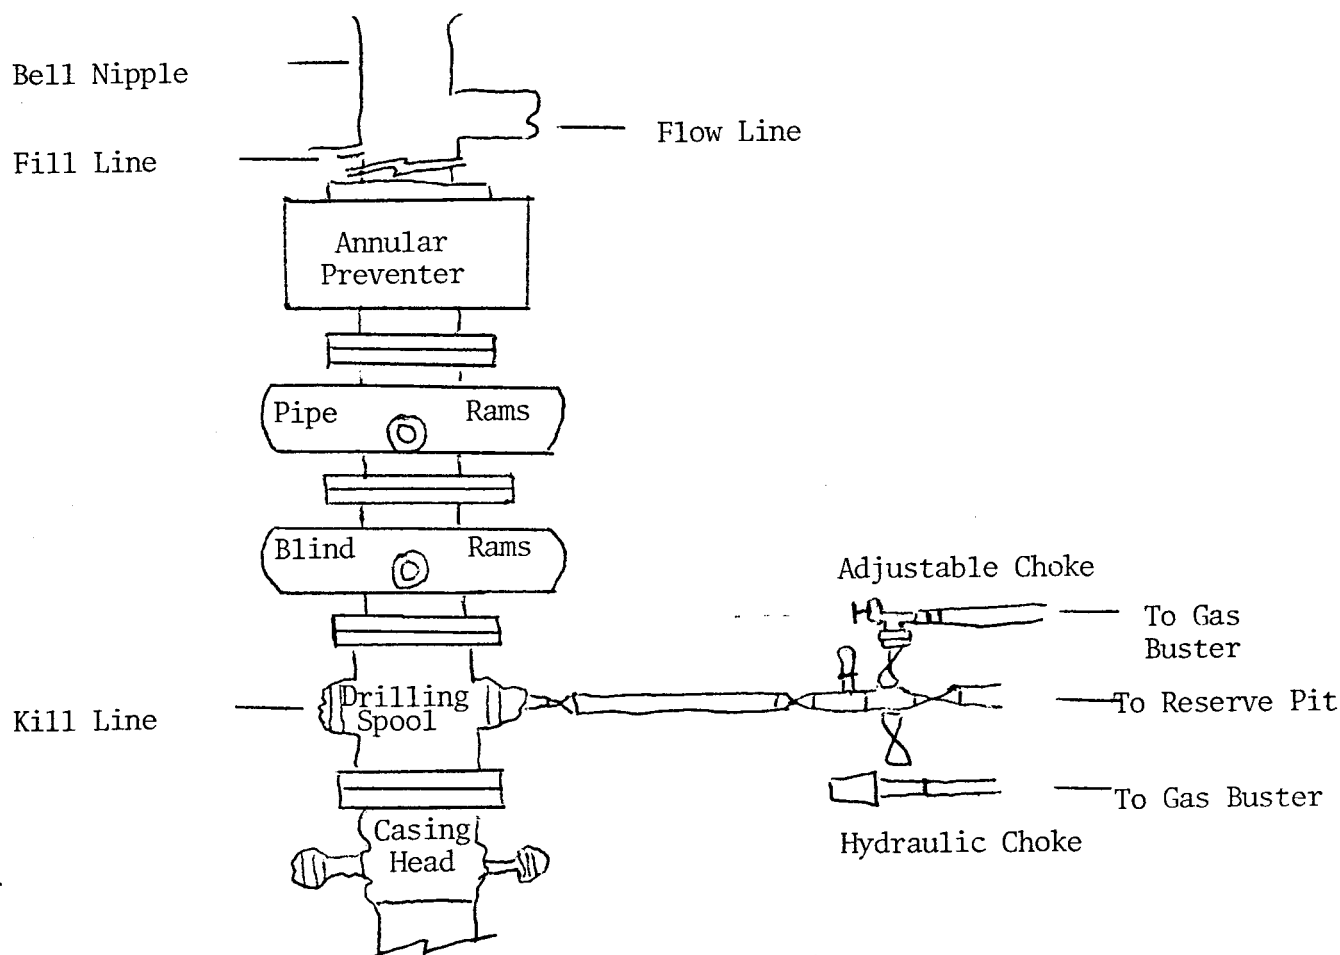 Bell Nipple
Flow Line
Fill Line
Annular
Preventer
Pipe Rams
Blind Rams
Adjustable Choke
To Gas
Buster
Drilling
Spool
Kill Line
To Reserve Pit
To Gas Buster
Casing
Head
Hydraulic Choke